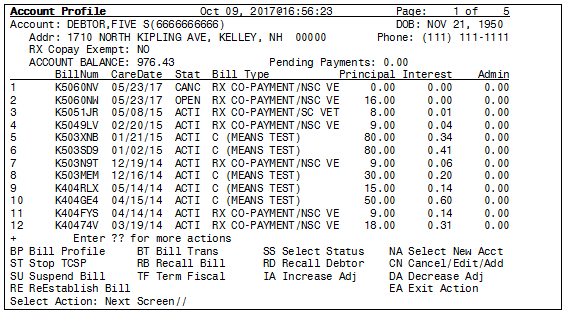 Account Profile Oct 09, 2017@16:56:23 Page: 1 of 5
Account: DEBTOR,FIVE S(6666666666) DOB: NOV 21, 1950
Addr: 1710 NORTH KIPLING AVE, KELLEY, NH 00000 Phone: (111) 111-1111
RX Copay Exempt: NO
ACCOUNT BALANCE: 976.43 Pending Payments: 0.00
BillNum CareDate Stat Bill Type Principal Interest Admin
1 K5060NV 05/23/17 CANC RX CO-PAYMENT/NSC VE 0.00 0.00 0.00
2 K5060NW 05/23/17 OPEN RX CO-PAYMENT/NSC VE 16.00 0.00 0.00
3 K5051JR 05/08/15 ACTI RX CO-PAYMENT/SC VET 8.00 0.01 0.00
4 K5049LV 02/20/15 ACTI RX CO-PAYMENT/NSC VE 9.00 0.04 0.00
5 K503XNB 01/21/15 ACTI C (MEANS TEST) 80.00 0.34 0.00
6 K503SD9 01/02/15 ACTI C (MEANS TEST) 80.00 0.41 0.00
7 K503N9T 12/19/14 ACTI RX CO-PAYMENT/NSC VE 9.00 0.06 0.00
8 K503MEM 12/16/14 ACTI C (MEANS TEST) 30.00 0.20 0.00
9 K404RLX 05/14/14 ACTI C (MEANS TEST) 15.00 0.14 0.00
10 K404GE4 04/15/14 ACTI C (MEANS TEST) 50.00 0.60 0.00
11 K404FYS 04/14/14 ACTI RX CO-PAYMENT/NSC VE 9.00 0.14 0.00
12 K40474V 03/19/14 ACTI RX CO-PAYMENT/NSC VE 18.00 0.31 0.00
+ Enter ?? for more actions
BP Bill Profile BT Bill Trans SS Select Status NA Select New Acct
ST Stop TCSP RB Recall Bill RD Recall Debtor CN Cancel/Edit/Add
SU Suspend Bill TF Term Fiscal IA Increase Adj DA Decrease Adj
RE ReEstablish Bill EA Exit Action
Select Action: Next Screen//